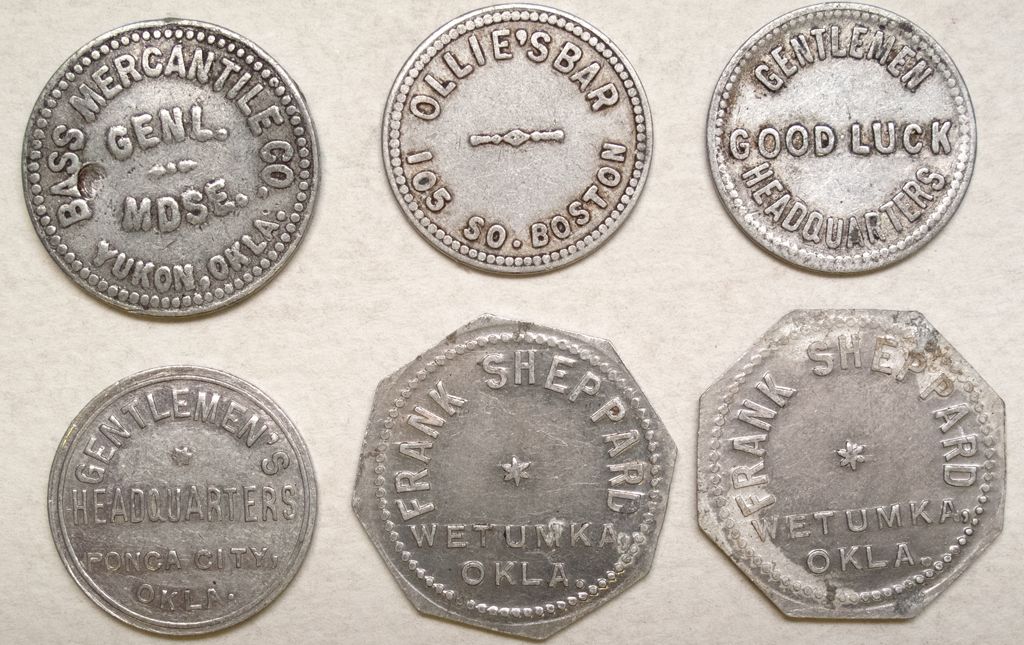 BASS MERCANTILE CO.
GENL.
MDSE.
YUKON, OKLA.
OLLIE'S BAR
105 SO. BOSTON
GENTLEMEN
GOOD LUCK
HEADQUARTERS
GENTLEMEN'S
HEADQUARTERS
PONCA CITY,
OKLA.
FRANK SHEPPARD
WETUMKA,
OKLA.
FRANK SHEPPARD
WETUMKA,
OKLA.